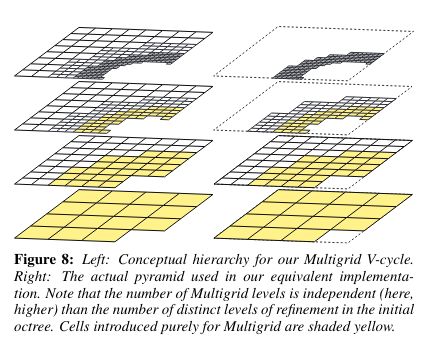 Figure 8: Left: Conceptual hierarchy for our Multigrid V-cycle.
Right: The actual pyramid used in our equivalent implementa-
tion. Note that the number of Multigrid levels is independent (here,
higher) than the number of distinct levels of refinement in the initial
octree. Cells introduced purely for Multigrid are shaded yellow.